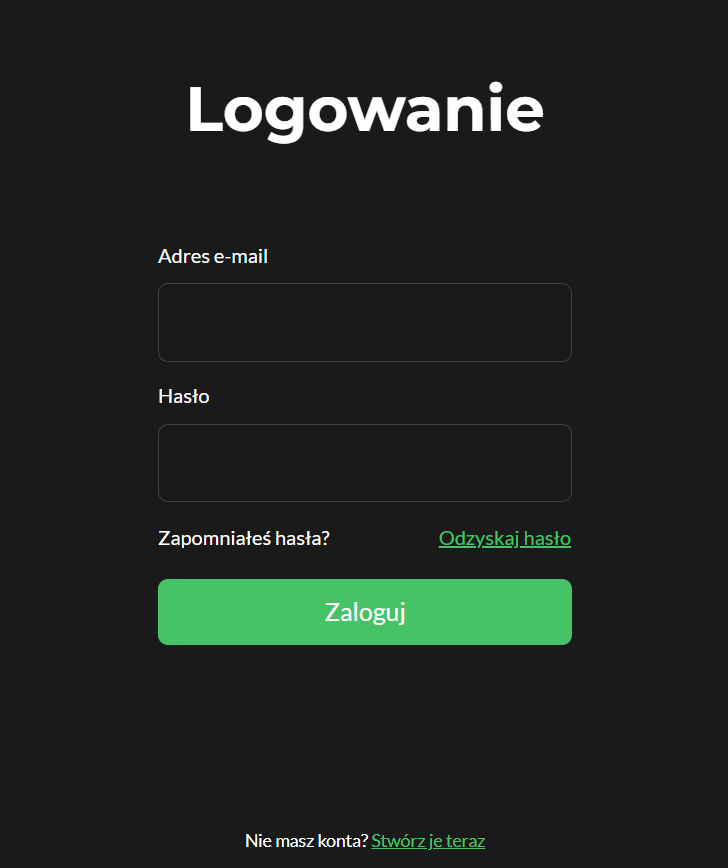 Logowanie
Adres e-mail
Hasło
Zapomniałeś hasła? Odzyskaj hasło
Zaloguj
Nie masz konta? Stwórz je teraz